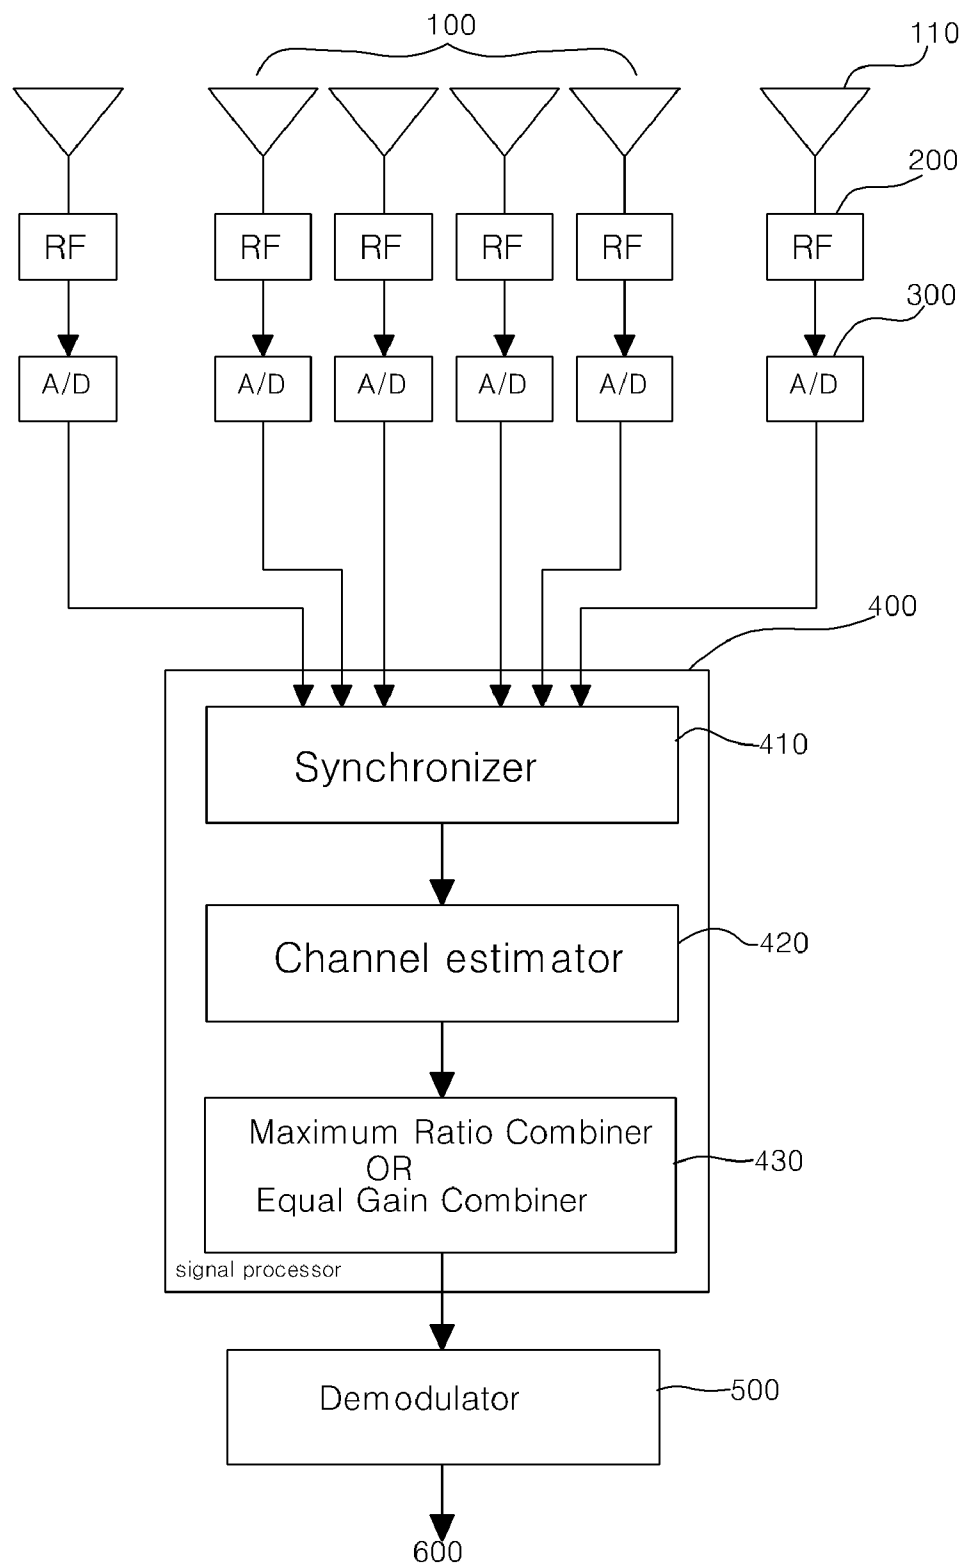 100
110
200
RF RF RF RF RF RF
300
A/D A/D A/D A/D A/D A/D
400
Synchronizer
410
Channel estimator
420
Maximum Ratio Combiner
OR
Equal Gain Combiner
430
signal processor
Demodulator
500
600